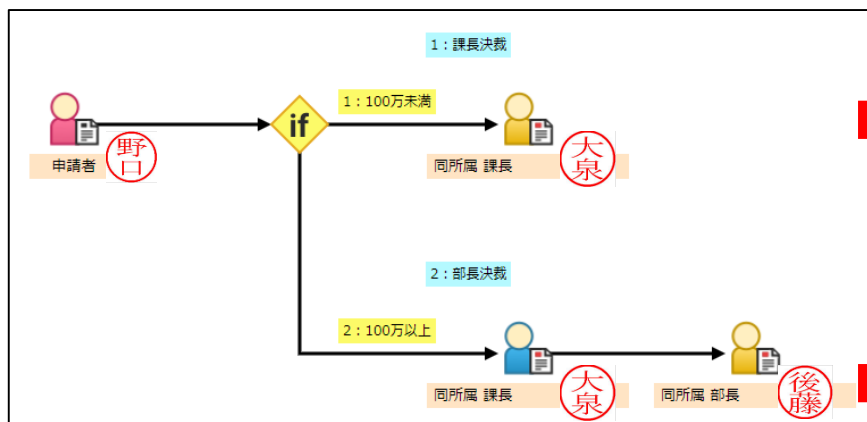 1：課長決裁
1：100万未満
if
申請者
野口
同所属 課長
大泉
2：部長決裁
2：100万以上
同所属 課長
大泉
同所属 部長
後藤